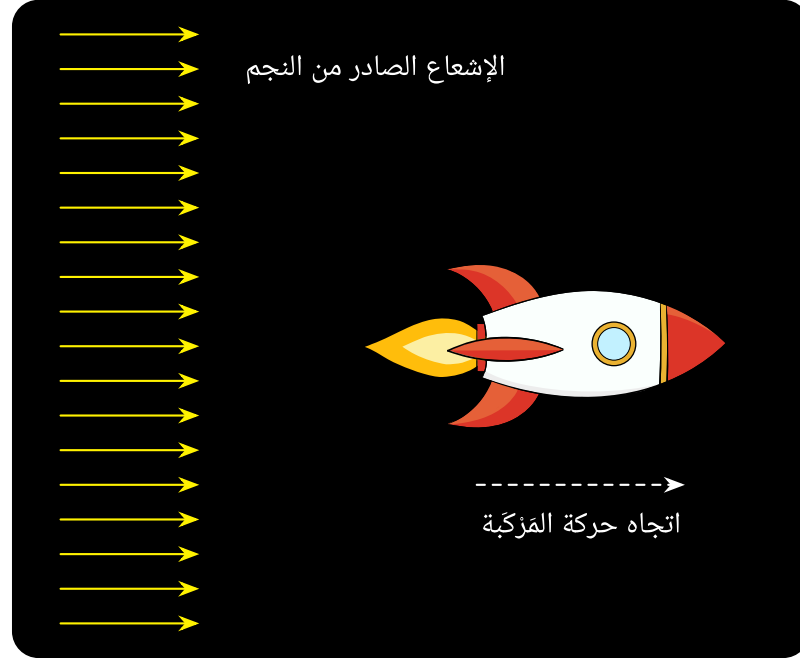 الإشعاع الصادر من النجم
اتجاه حركة المَرْكَبة